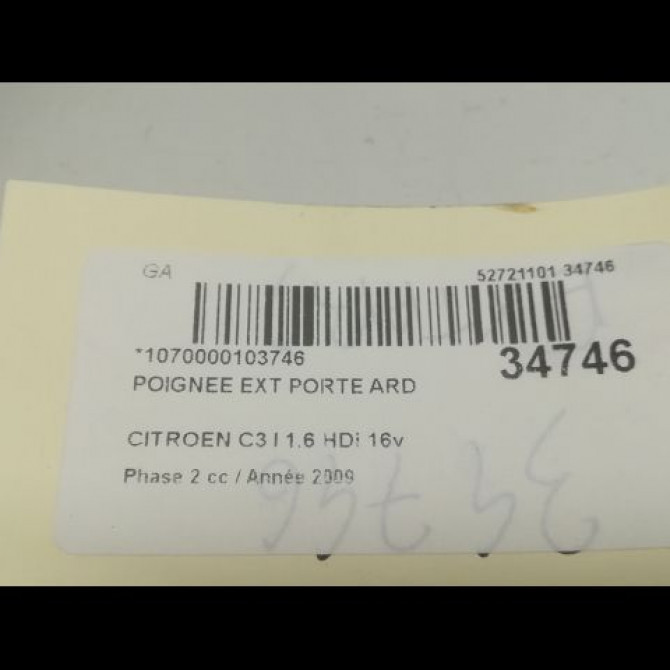 GA
52721101 34746
*1070000103746
34746
POIGNEE EXT PORTE ARD
CITROEN C3 I 1.6 HDi 16v
Phase 2 cc / Année 2009
34746